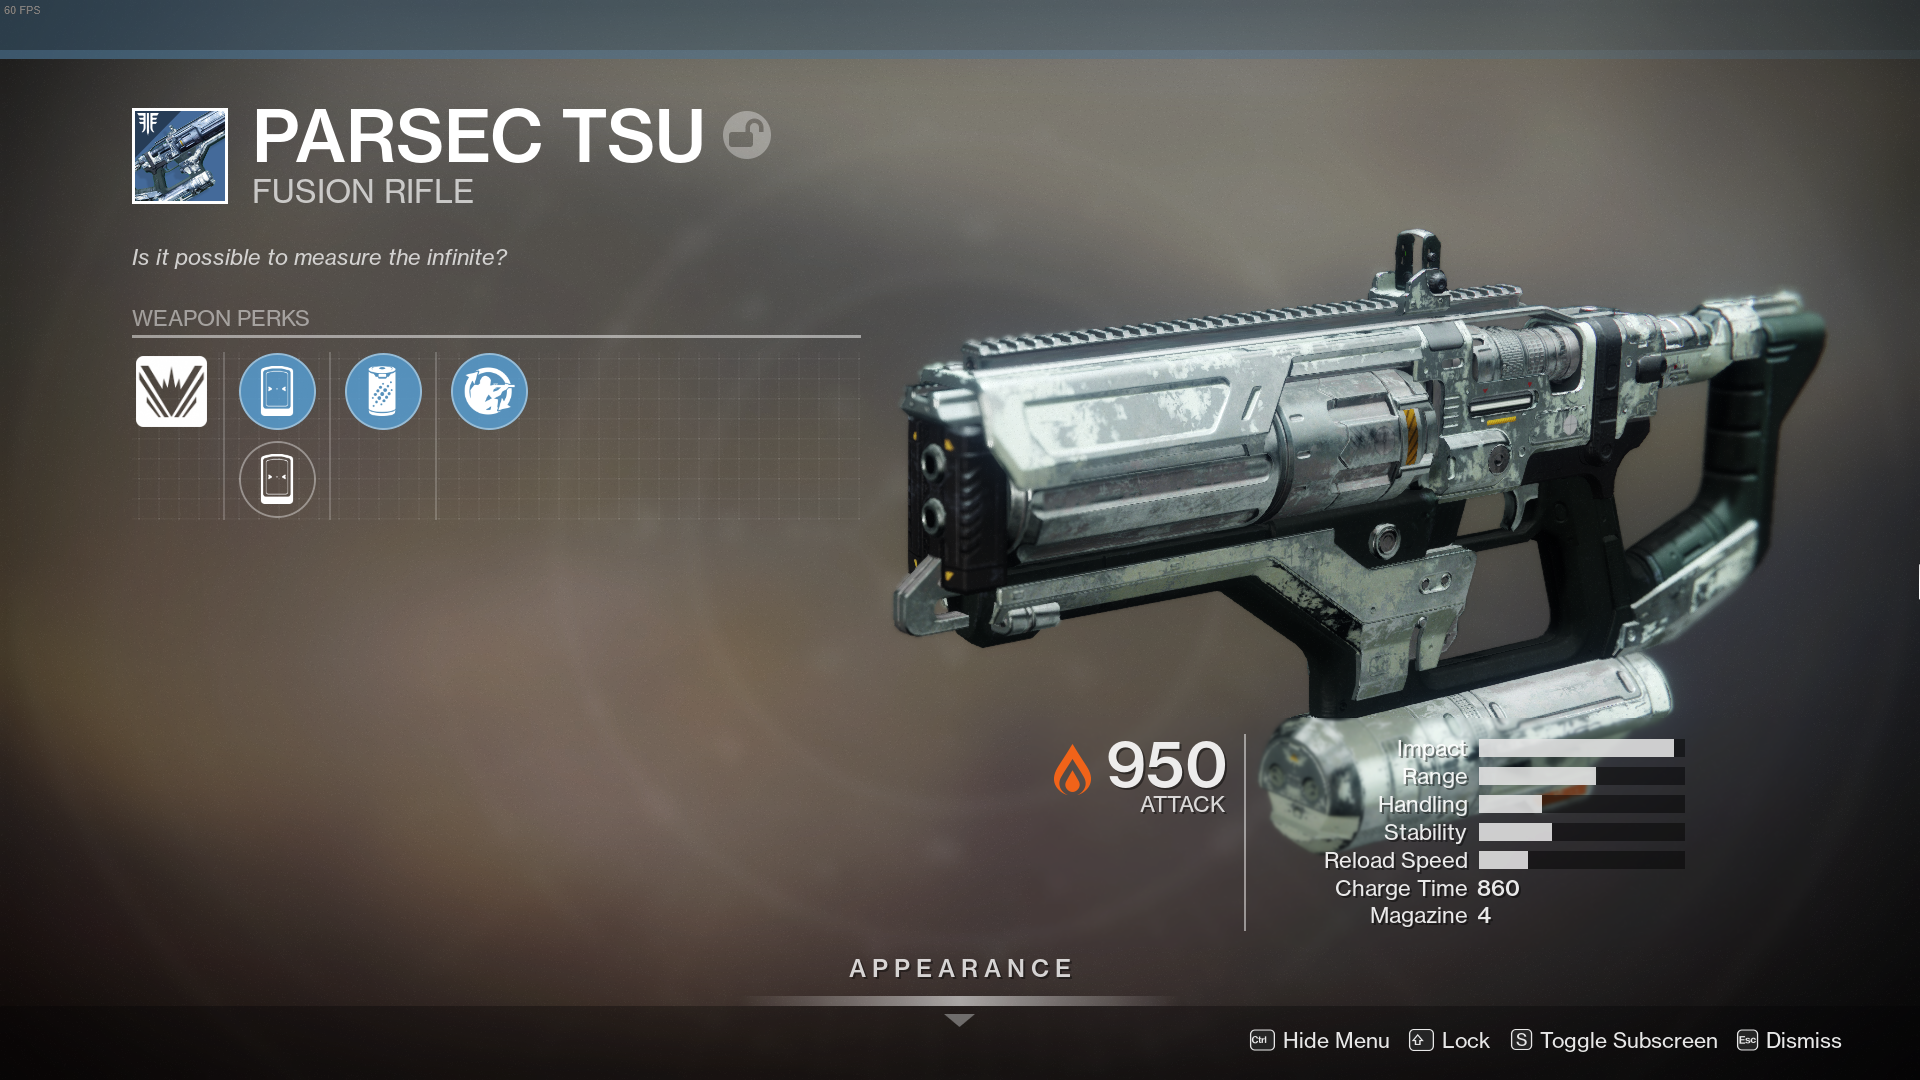 60 FPS
PARSEC TSU
FUSION RIFLE
Is it possible to measure the infinite?
WEAPON PERKS
950
ATTACK
Impact
Range
Handling
Stability
Reload Speed
Charge Time 860
Magazine 4
APPEARANCE
Ctrl Hide Menu Lock S Toggle Subscreen Esc Dismiss